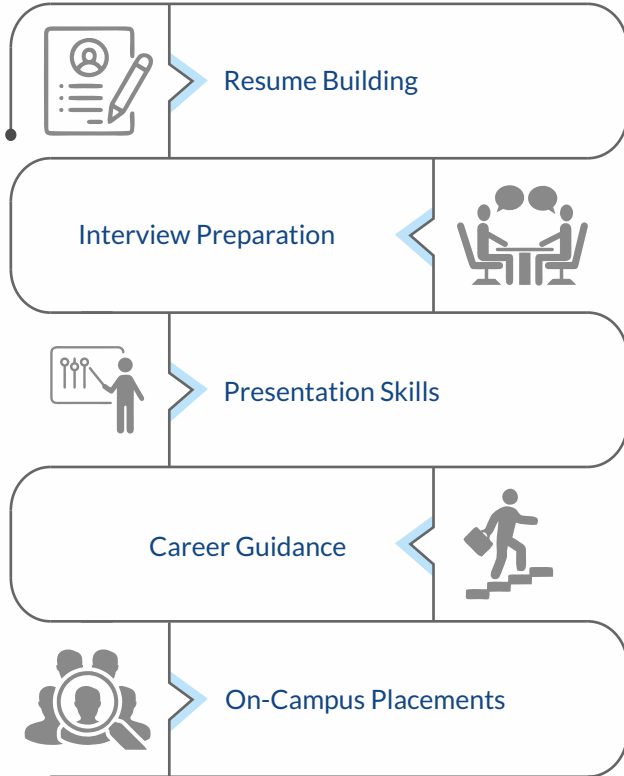 Resume Building
Interview Preparation
Presentation Skills
Career Guidance
On-Campus Placements